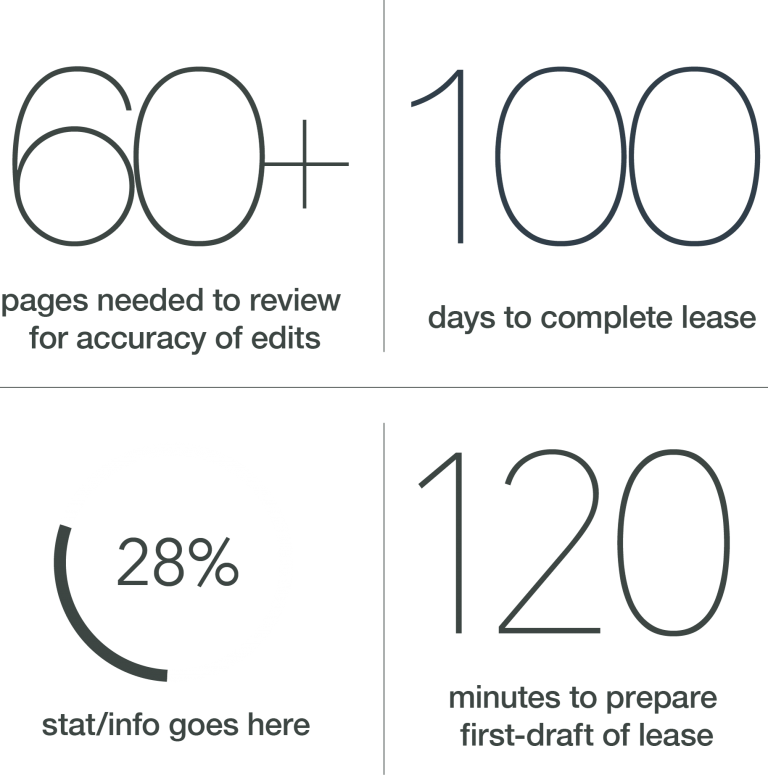 60+
pages needed to review
for accuracy of edits
100
days to complete lease
28%
stat/info goes here
120
minutes to prepare
first-draft of lease